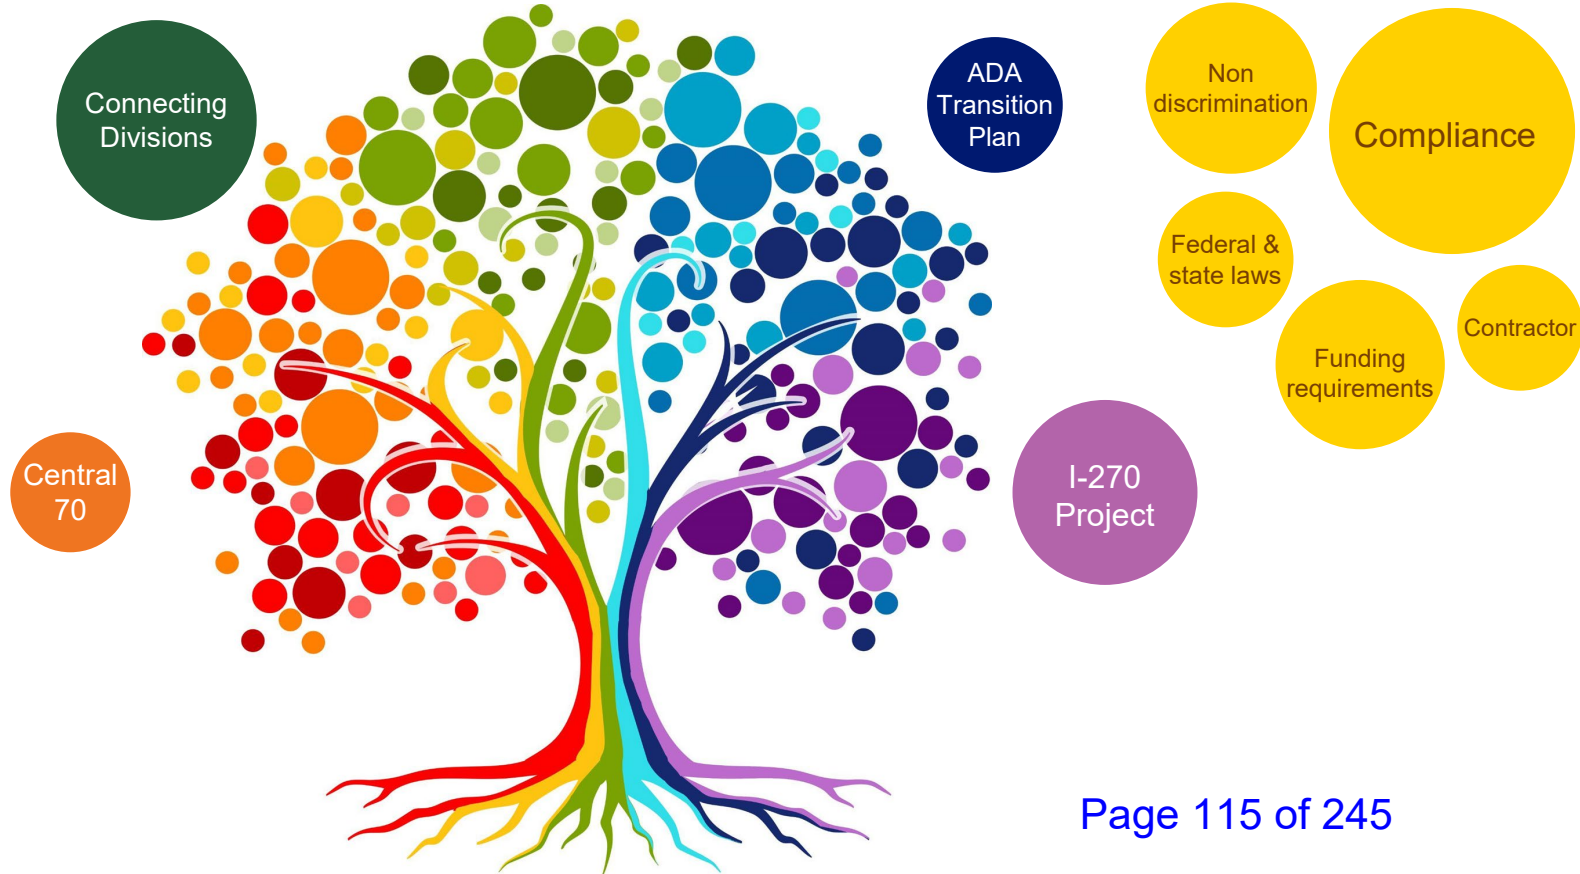 Connecting
Divisions
ADA
Transition
Plan
Non
discrimination
Compliance
Federal &
state laws
Funding
requirements
Contractor
Central
70
I-270
Project
Page 115 of 245